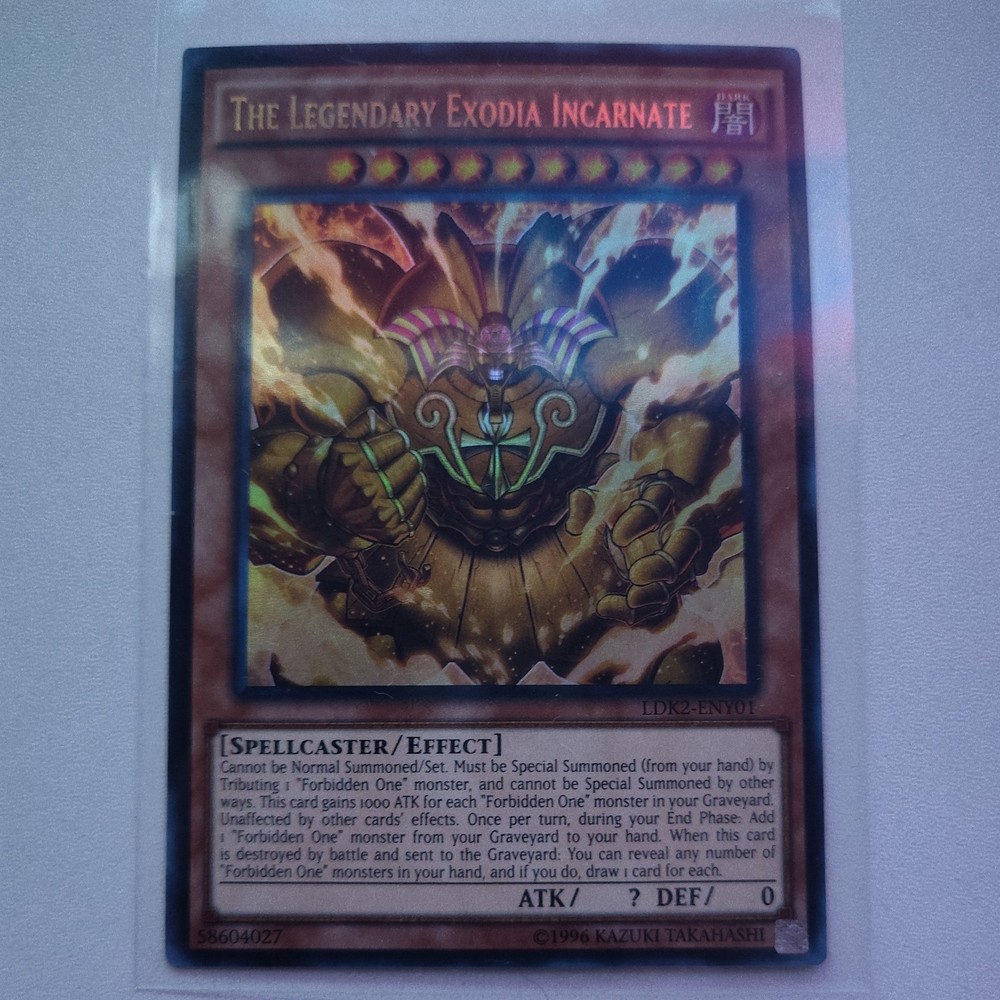 THE LEGENDARY EXODIA INCARNATE
DARK
闇
LDK2-ENY01
[SPELLCASTER/EFFECT]
Cannot be Normal Summoned/Set. Must be Special Summoned (from your hand) by
Tributing 1 "Forbidden One" monster, and cannot be Special Summoned by other
ways. This card gains 1000 ATK for each "Forbidden One" monster in your Graveyard.
Unaffected by other cards' effects. Once per turn, during your End Phase: Add
1 "Forbidden One" monster from your Graveyard to your hand. When this card
is destroyed by battle and sent to the Graveyard: You can reveal any number of
"Forbidden One" monsters in your hand, and if you do, draw 1 card for each.
ATK/ ? DEF/ 0
58604027
©1996 KAZUKI TAKAHASHI